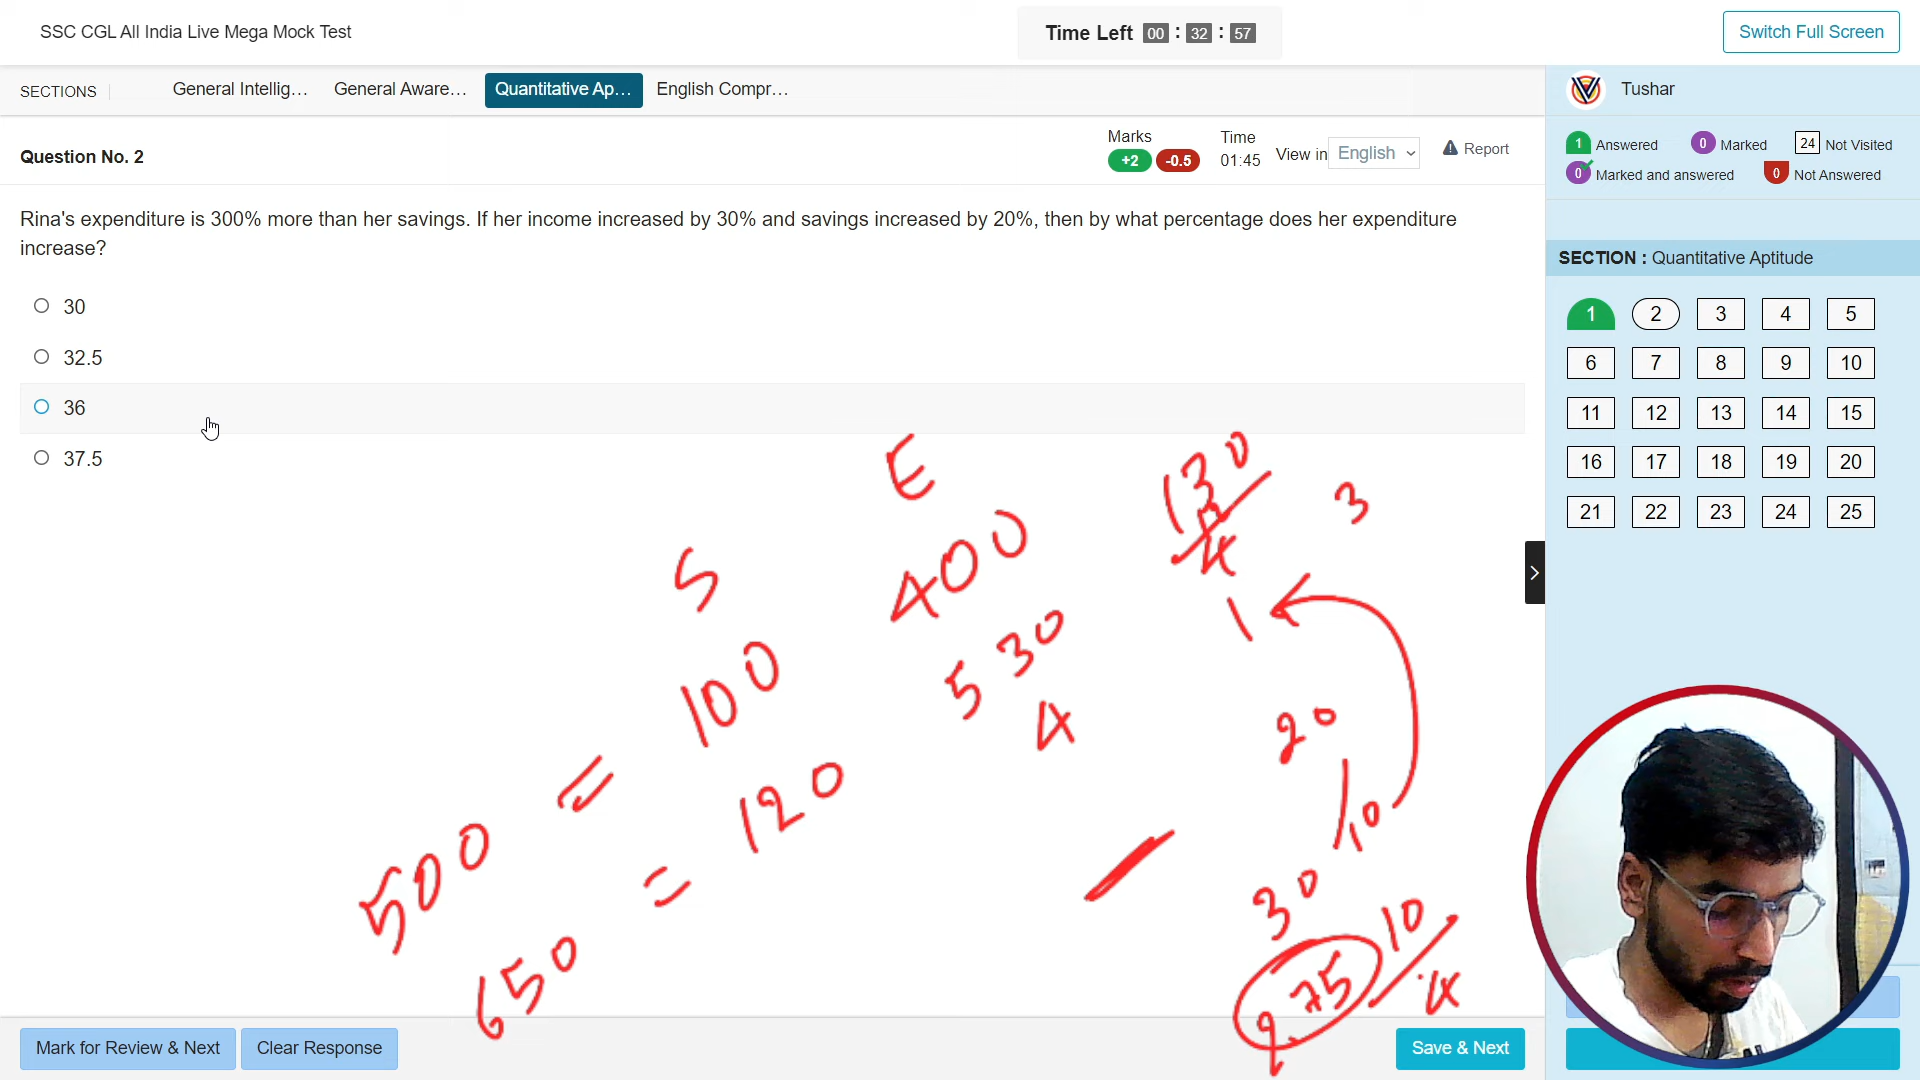 SSC CGL All India Live Mega Mock Test
Time Left 00 : 32 : 57
Switch Full Screen
SECTIONS
General Intellig...
General Aware...
Quantitative Ap...
English Compr...
Tushar
Question No. 2
Marks
+2 -0.5
Time
01:45
View in English
Report
1 Answered
0 Marked
24 Not Visited
0 Marked and answered
0 Not Answered
Rina's expenditure is 300% more than her savings. If her income increased by 30% and savings increased by 20%, then by what percentage does her expenditure
increase?
30
32.5
36
37.5
SECTION : Quantitative Aptitude
1 2 3 4 5
6 7 8 9 10
11 12 13 14 15
16 17 18 19 20
21 22 23 24 25
S E
500 = 100 400
650 = 120 530
4
130
4
3
1
20
10
30
10
4
2.75
Mark for Review & Next
Clear Response
Save & Next